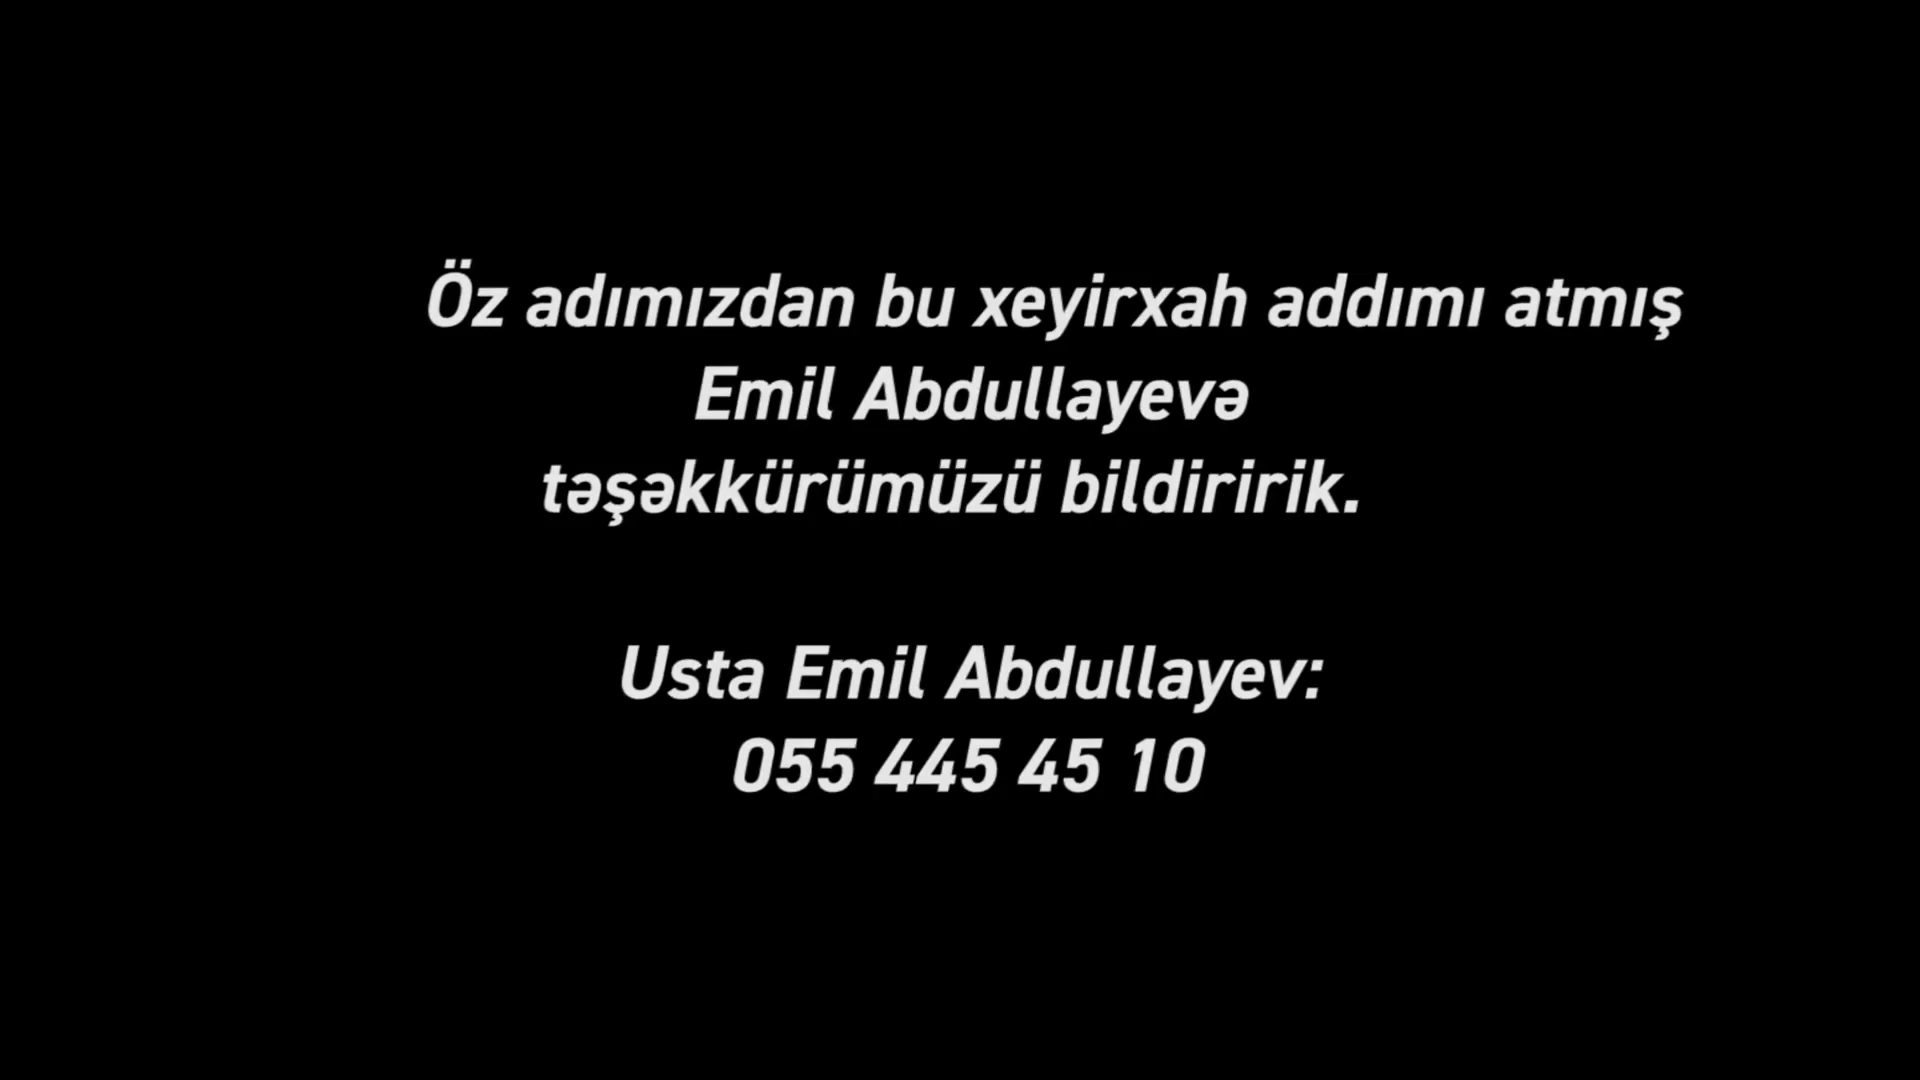 Öz adımızdan bu xeyirxah addımı atmış
Emil Abdullayevə
təşəkkürümüzü bildiririk.
Usta Emil Abdullayev:
055 445 45 10